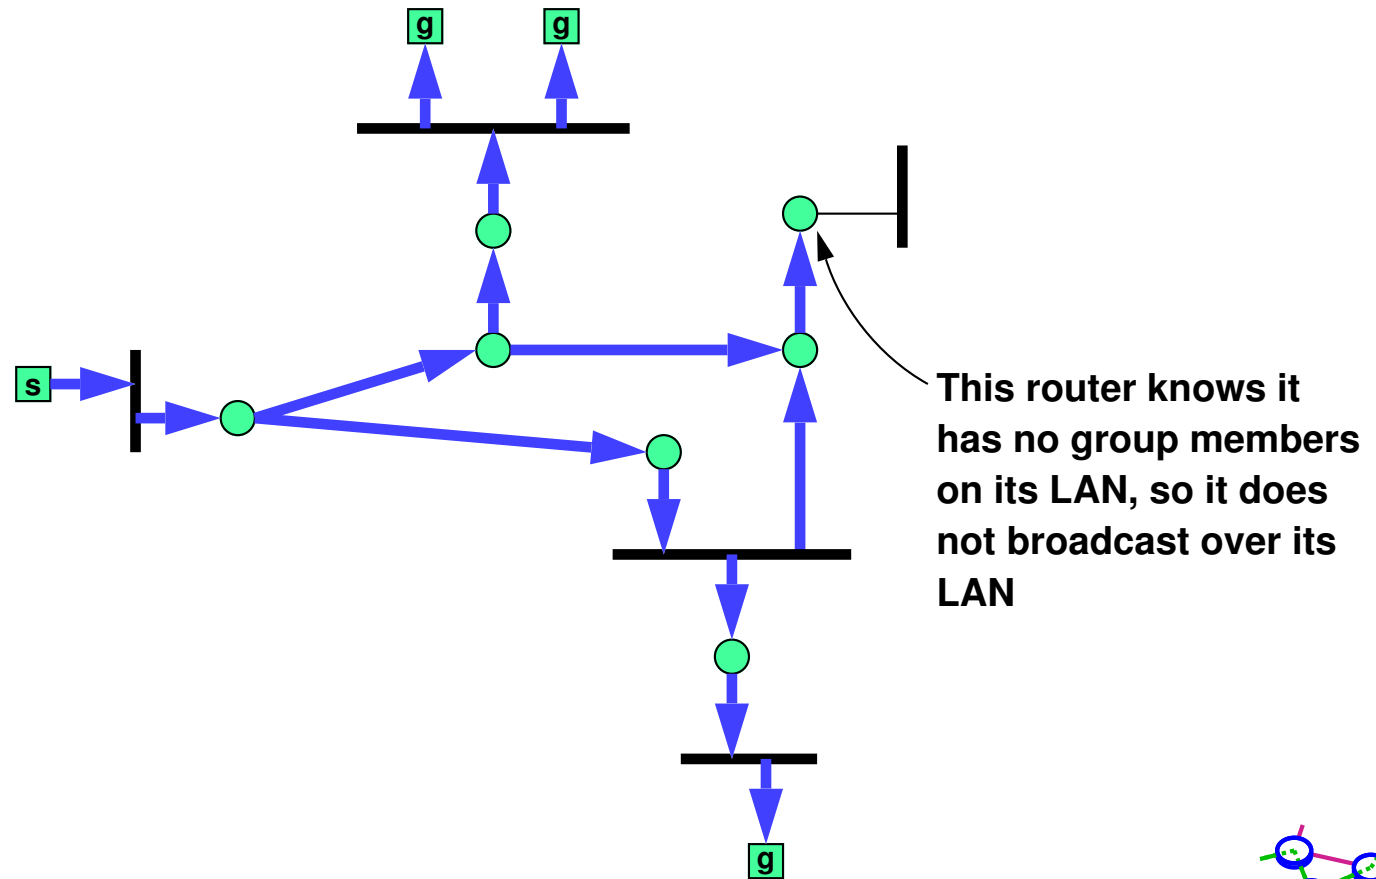 g g
s
This router knows it
has no group members
on its LAN, so it does
not broadcast over its
LAN
g